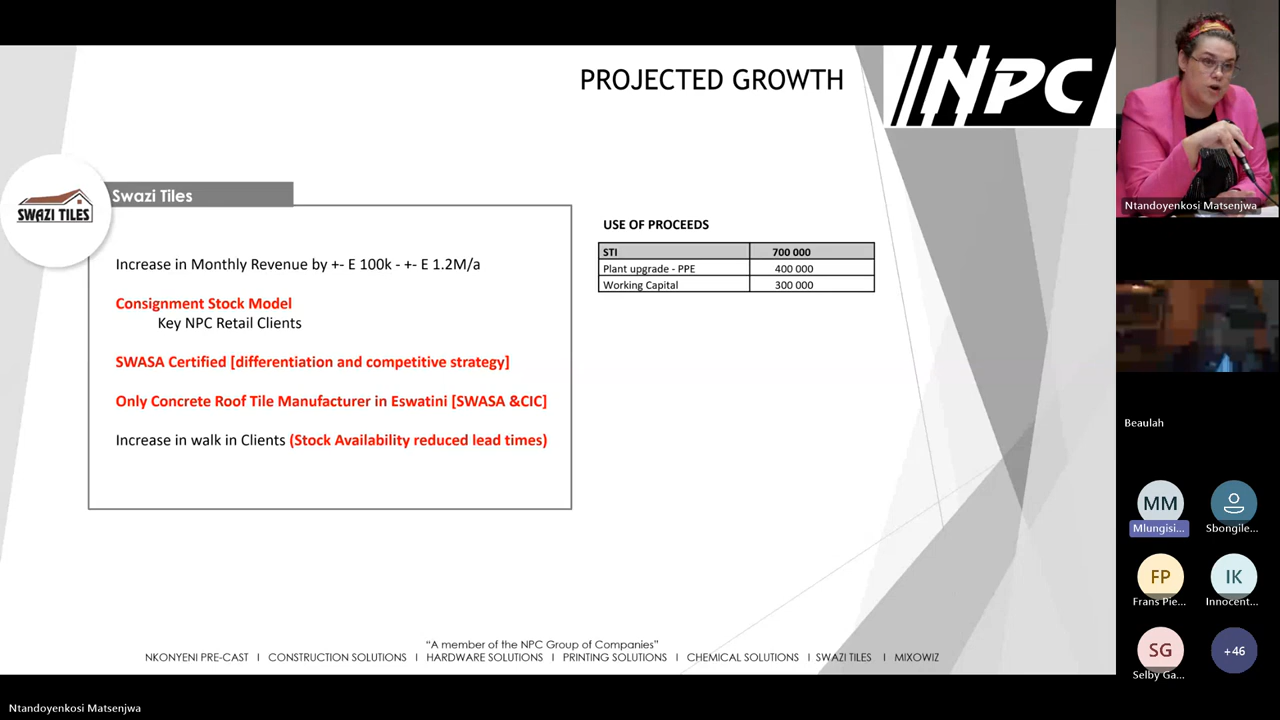 PROJECTED GROWTH
NPC
SWAZI TILES
Swazi Tiles
Increase in Monthly Revenue by +- E 100k - +- E 1.2M/a
Consignment Stock Model
Key NPC Retail Clients
SWASA Certified [differentiation and competitive strategy]
Only Concrete Roof Tile Manufacturer in Eswatini [SWASA &CIC]
Increase in walk in Clients (Stock Availability reduced lead times)
USE OF PROCEEDS
STI 700 000
Plant upgrade - PPE 400 000
Working Capital 300 000
“A member of the NPC Group of Companies”
NKONYENI PRE-CAST I CONSTRUCTION SOLUTIONS I HARDWARE SOLUTIONS I PRINTING SOLUTIONS I CHEMICAL SOLUTIONS I SWAZI TILES I MIXOWIZ
Ntandoyenkosi Matsenjwa
Beaulah
MM
Mlungisi...
Sbongile...
FP
Frans Pie...
IK
Innocent...
SG
Selby Ga...
+46
Ntandoyenkosi Matsenjwa